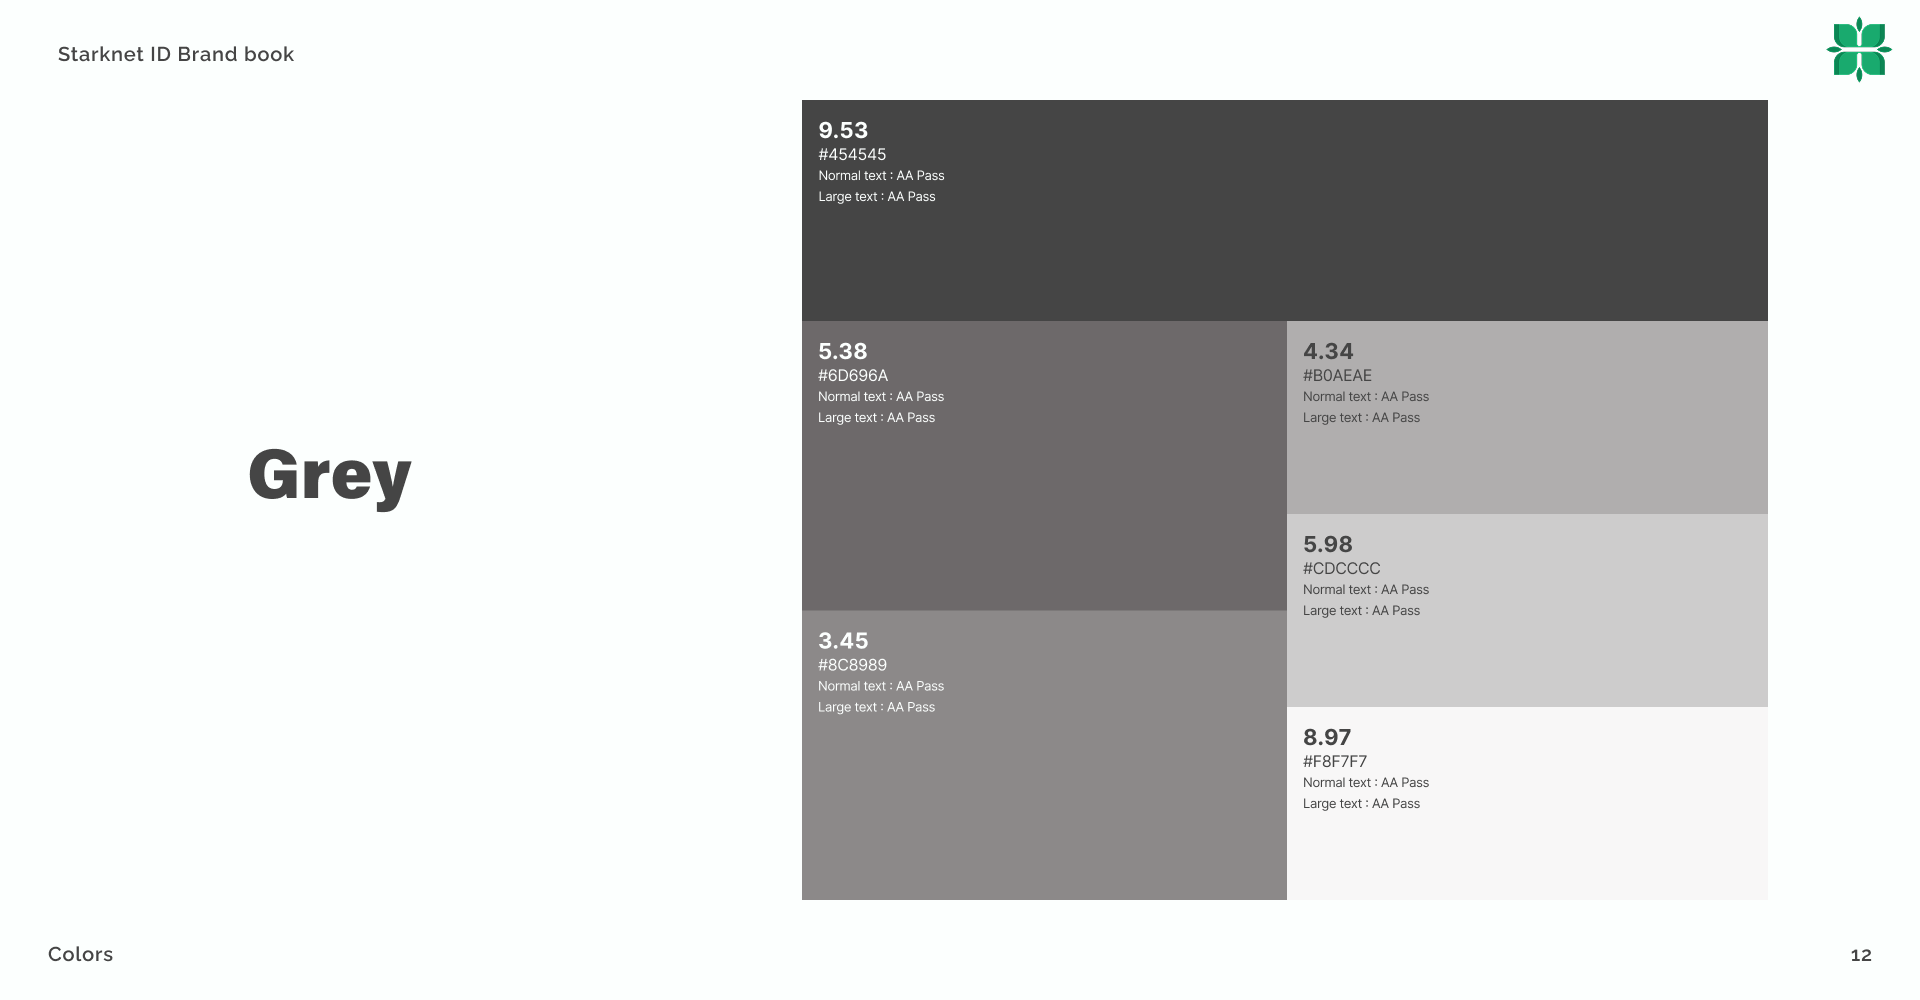 Starknet ID Brand book
Grey
9.53
#454545
Normal text : AA Pass
Large text : AA Pass
5.38
#6D696A
Normal text : AA Pass
Large text : AA Pass
3.45
#8C8989
Normal text : AA Pass
Large text : AA Pass
4.34
#B0AEAE
Normal text : AA Pass
Large text : AA Pass
5.98
#CDCCCC
Normal text : AA Pass
Large text : AA Pass
8.97
#F8F7F7
Normal text : AA Pass
Large text : AA Pass
Colors
12